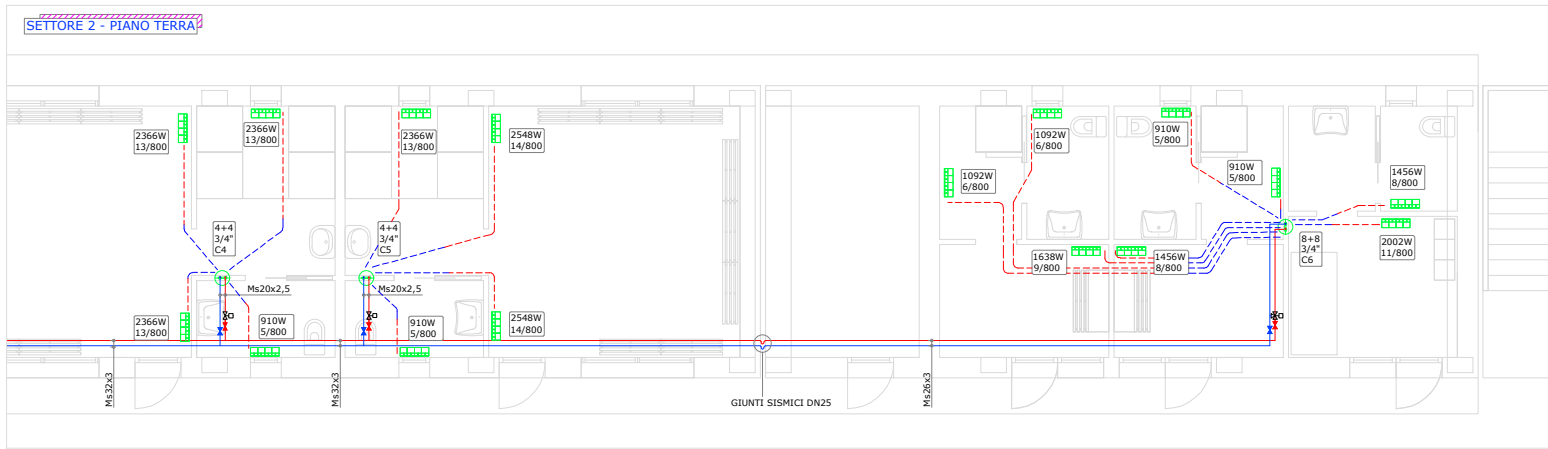 SETTORE 2 - PIANO TERRA
2366W
13/800
2366W
13/800
2366W
13/800
2548W
14/800
1092W
6/800
910W
5/800
1092W
6/800
910W
5/800
1456W
8/800
4+4
3/4"
C4
4+4
3/4"
C5
8+8
3/4"
C6
2002W
11/800
1638W
9/800
1456W
8/800
Ms20x2,5
Ms20x2,5
2366W
13/800
910W
5/800
910W
5/800
2548W
14/800
Ms32x3
Ms32x3
Ms26x3
GIUNTI SISMICI DN25